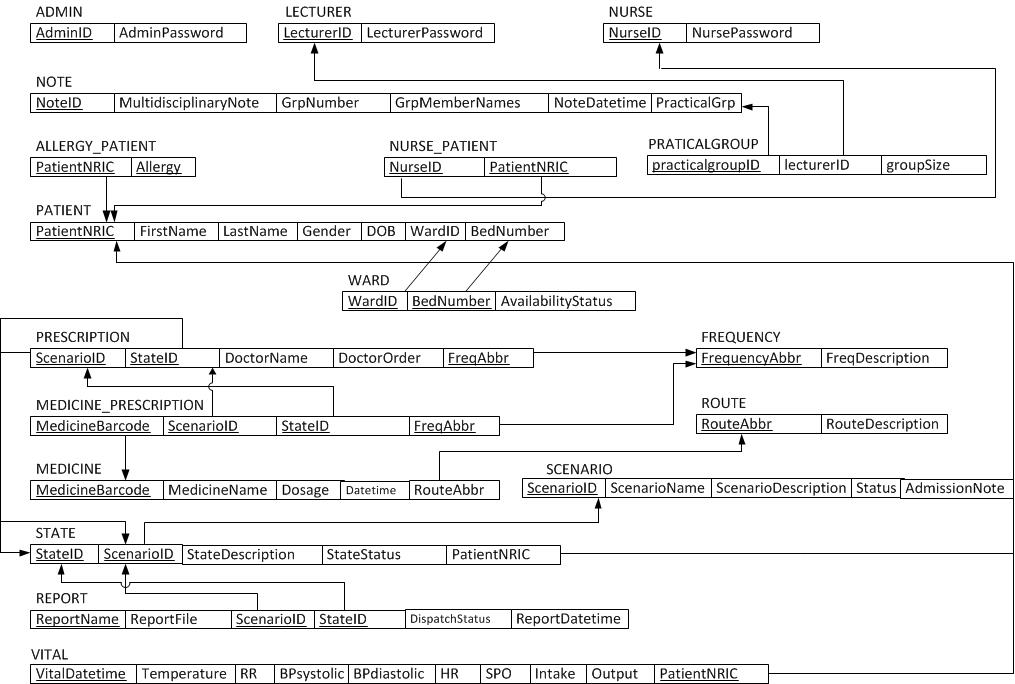 ADMIN LECTURER NURSE
AdminID AdminPassword LecturerID LecturerPassword NurseID NursePassword
NOTE
NoteID MultidisciplinaryNote GrpNumber GrpMemberNames NoteDatetime PracticalGrp
ALLERGY_PATIENT NURSE_PATIENT PRATICALGROUP
PatientNRIC Allergy NurseID PatientNRIC practicalgroupID lecturerID groupSize
PATIENT
PatientNRIC FirstName LastName Gender DOB WardID BedNumber
WARD
WardID BedNumber AvailabilityStatus
PRESCRIPTION FREQUENCY
ScenarioID StateID DoctorName DoctorOrder FreqAbbr FrequencyAbbr FreqDescription
MEDICINE_PRESCRIPTION ROUTE
MedicineBarcode ScenarioID StateID FreqAbbr RouteAbbr RouteDescription
MEDICINE SCENARIO
MedicineBarcode MedicineName Dosage Datetime RouteAbbr ScenarioID ScenarioName ScenarioDescription Status AdmissionNote
STATE
StateID ScenarioID StateDescription StateStatus PatientNRIC
REPORT
ReportName ReportFile ScenarioID StateID DispatchStatus ReportDatetime
VITAL
VitalDatetime Temperature RR BPsystolic BPdiastolic HR SPO Intake Output PatientNRIC